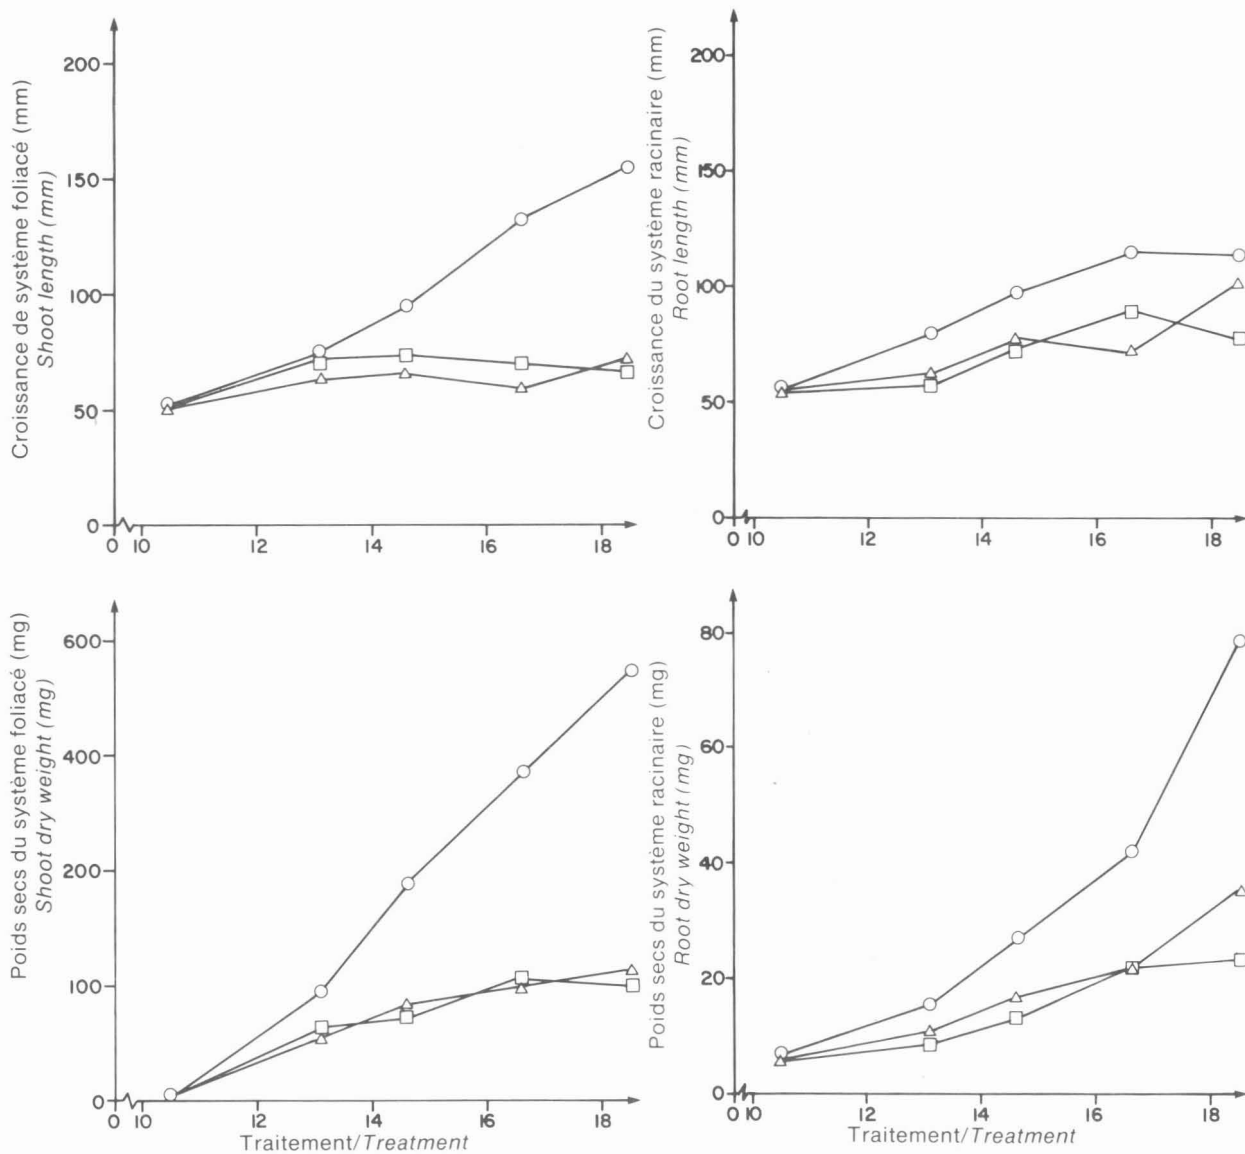 Croissance de système foliacé (mm)
Shoot length (mm)
200
150
100
50
0
0 10 12 14 16 18
Croissance du système racinaire (mm)
Root length (mm)
200
150
100
50
0
0 10 12 14 16 18
Poids secs du système foliacé (mg)
Shoot dry weight (mg)
600
400
200
100
0
0 10 12 14 16 18
Traitement/Treatment
Poids secs du système racinaire (mg)
Root dry weight (mg)
80
60
40
20
0
0 10 12 14 16 18
Traitement/Treatment